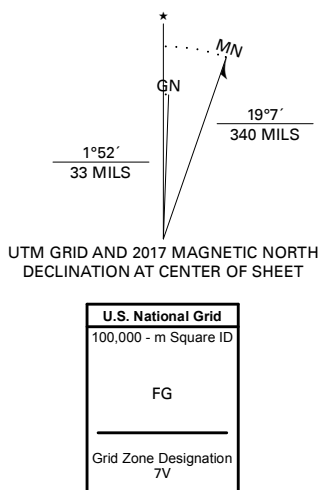 ★
MN
GN
19°7´
340 MILS
1°52´
33 MILS
UTM GRID AND 2017 MAGNETIC NORTH
DECLINATION AT CENTER OF SHEET
U.S. National Grid
100,000 - m Square ID
FG
Grid Zone Designation
7V